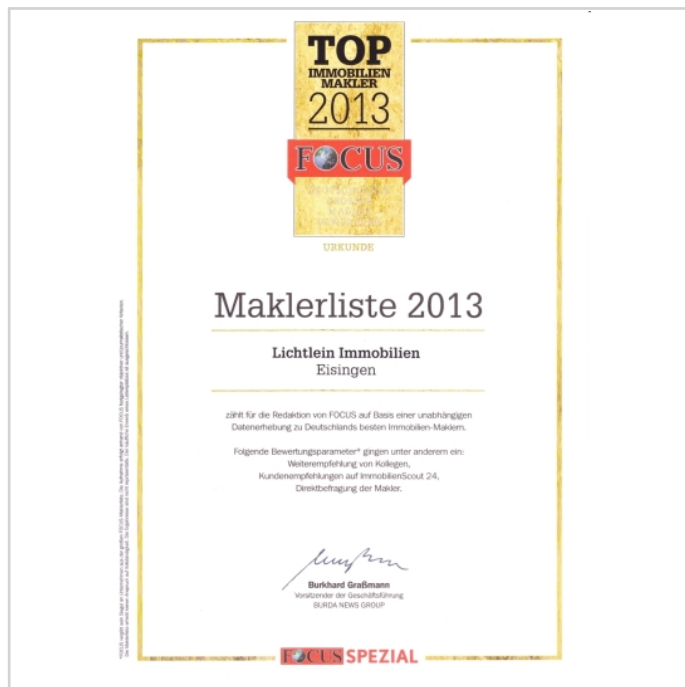 TOP
IMMOBILIEN
MAKLER
2013
FOCUS
URKUNDE
Maklerliste 2013
Lichtlein Immobilien
Eisingen
zählt für die Redaktion von FOCUS auf Basis einer unabhängigen
Datenerhebung zu Deutschlands besten Immobilien-Maklern.
Folgende Bewertungsparameter* gingen unter anderem ein:
Weiterempfehlung von Kollegen,
Kundenempfehlungen auf ImmobilienScout 24,
Direktbefragung der Makler.
Burkhard Graßmann
Vorsitzender der Geschäftsführung
BURDA NEWS GROUP
FOCUS SPEZIAL